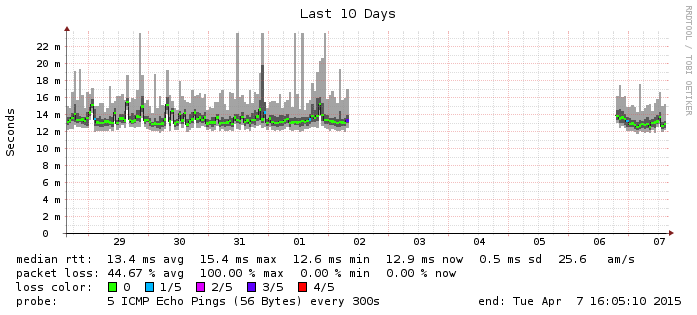 Last 10 Days
RRDTOOL / TOBI OETIKER
Seconds
22 m
20 m
18 m
16 m
14 m
12 m
10 m
8 m
6 m
4 m
2 m
0
29 30 31 01 02 03 04 05 06 07
median rtt: 13.4 ms avg 15.4 ms max 12.6 ms min 12.9 ms now 0.5 ms sd 25.6 am/s
packet loss: 44.67 % avg 100.00 % max 0.00 % min 0.00 % now
loss color: 0 1/5 2/5 3/5 4/5
probe: 5 ICMP Echo Pings (56 Bytes) every 300s end: Tue Apr 7 16:05:10 2015